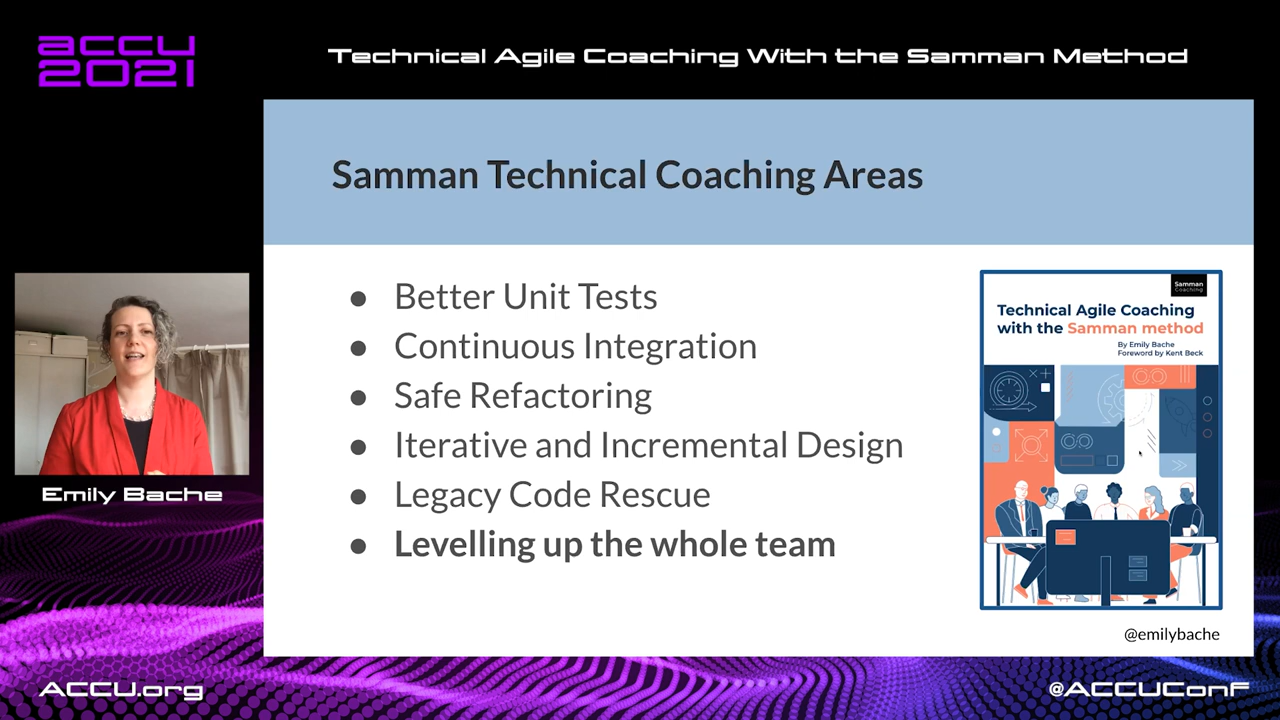 accu
2021
Technical Agile Coaching With the Samman Method
Samman Technical Coaching Areas
● Better Unit Tests
● Continuous Integration
● Safe Refactoring
● Iterative and Incremental Design
● Legacy Code Rescue
● Levelling up the whole team
Samman
Coaching
Technical Agile Coaching
with the Samman method
By Emily Bache
Foreword by Kent Beck
@emilybache
Emily Bache
ACCU.org
@ACCUConf